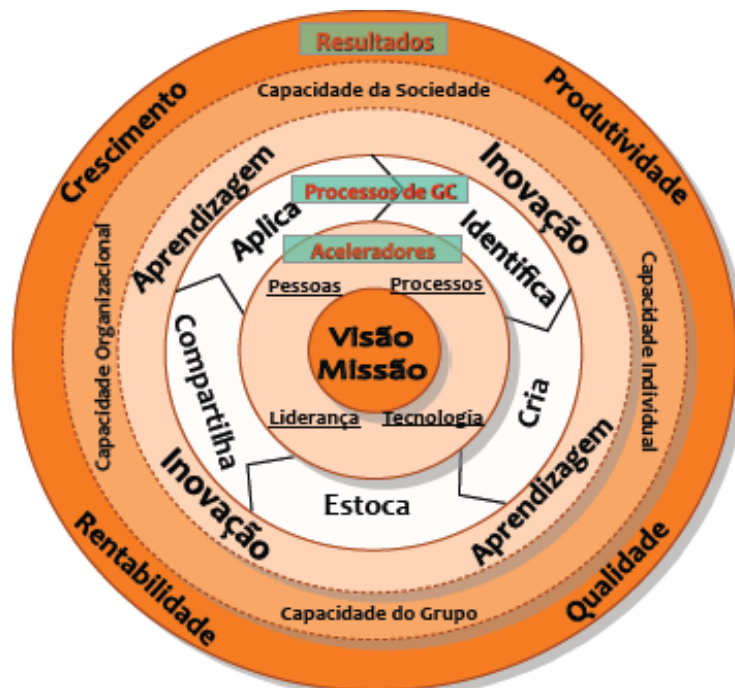 Resultados
Crescimento
Produtividade
Capacidade da Sociedade
Aprendizagem
Inovação
Processos de GC
Aplica
Identifica
Aceleradores
Pessoas
Processos
Capacidade Organizacional
Capacidade Individual
Visão
Missão
Compartilha
Cria
Liderança
Tecnologia
Estoca
Inovação
Aprendizagem
Rentabilidade
Qualidade
Capacidade do Grupo